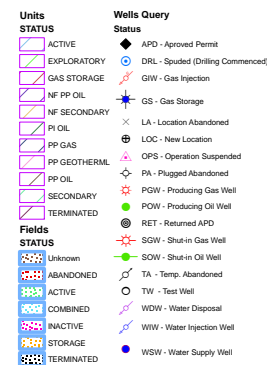 Units
STATUS
ACTIVE
EXPLORATORY
GAS STORAGE
NF PP OIL
NF SECONDARY
PI OIL
PP GAS
PP GEOTHERML
PP OIL
SECONDARY
TERMINATED
Fields
STATUS
Unknown
ABANDONED
ACTIVE
COMBINED
INACTIVE
STORAGE
TERMINATED
Wells Query
Status
APD - Aproved Permit
DRL - Spuded (Drilling Commenced)
GIW - Gas Injection
GS - Gas Storage
LA - Location Abandoned
LOC - New Location
OPS - Operation Suspended
PA - Plugged Abandoned
PGW - Producing Gas Well
POW - Producing Oil Well
RET - Returned APD
SGW - Shut-in Gas Well
SOW - Shut-in Oil Well
TA - Temp. Abandoned
TW - Test Well
WDW - Water Disposal
WIW - Water Injection Well
WSW - Water Supply Well